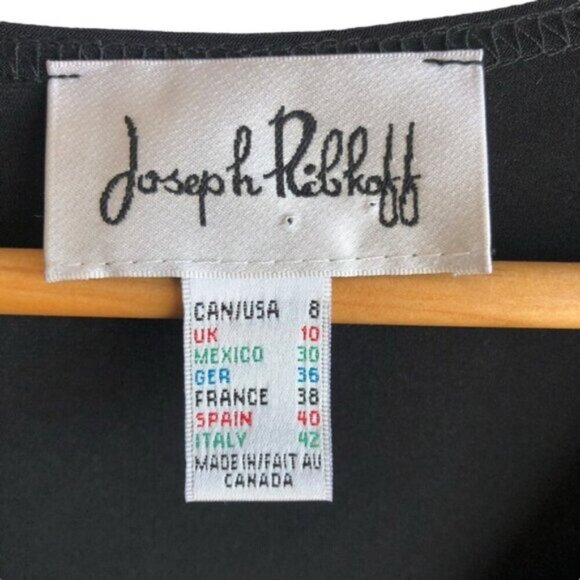 Joseph Ribkoff
CAN/USA 8
UK 10
MEXICO 30
GER 36
FRANCE 38
SPAIN 40
ITALY 42
MADE IN/FAIT AU
CANADA